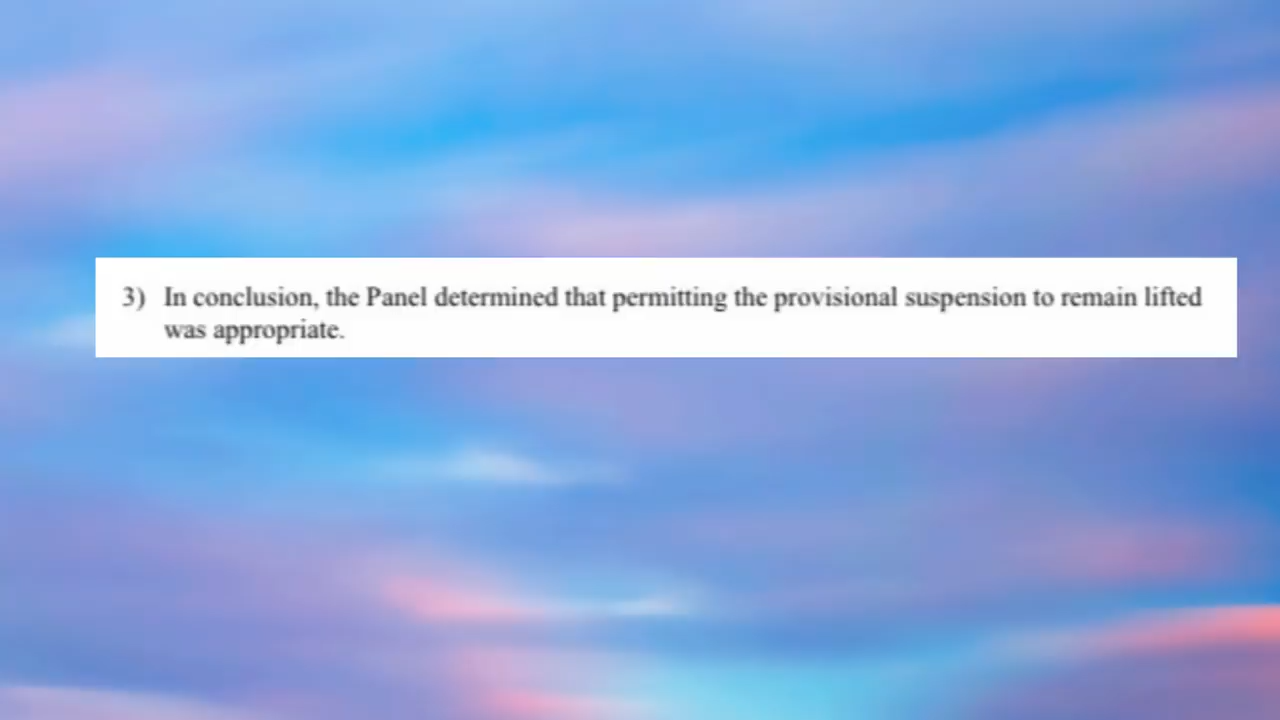 3) In conclusion, the Panel determined that permitting the provisional suspension to remain lifted
was appropriate.